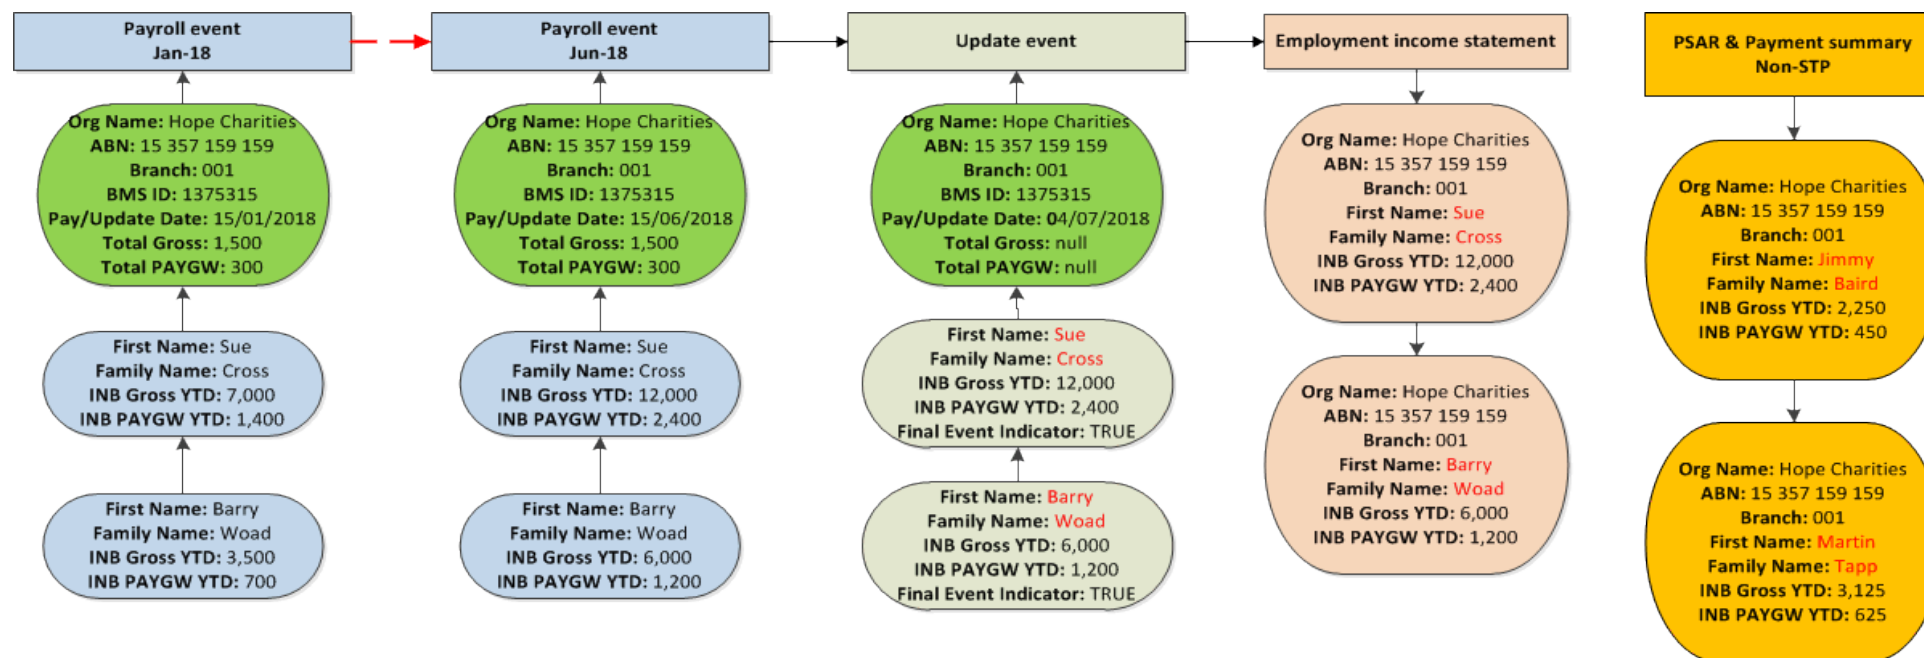 Payroll event
Jan-18
Org Name: Hope Charities
ABN: 15 357 159 159
Branch: 001
BMS ID: 1375315
Pay/Update Date: 15/01/2018
Total Gross: 1,500
Total PAYGW: 300
First Name: Sue
Family Name: Cross
INB Gross YTD: 7,000
INB PAYGW YTD: 1,400
First Name: Barry
Family Name: Woad
INB Gross YTD: 3,500
INB PAYGW YTD: 700
Payroll event
Jun-18
Org Name: Hope Charities
ABN: 15 357 159 159
Branch: 001
BMS ID: 1375315
Pay/Update Date: 15/06/2018
Total Gross: 1,500
Total PAYGW: 300
First Name: Sue
Family Name: Cross
INB Gross YTD: 12,000
INB PAYGW YTD: 2,400
First Name: Barry
Family Name: Woad
INB Gross YTD: 6,000
INB PAYGW YTD: 1,200
Update event
Org Name: Hope Charities
ABN: 15 357 159 159
Branch: 001
BMS ID: 1375315
Pay/Update Date: 04/07/2018
Total Gross: null
Total PAYGW: null
First Name: Sue
Family Name: Cross
INB Gross YTD: 12,000
INB PAYGW YTD: 2,400
Final Event Indicator: TRUE
First Name: Barry
Family Name: Woad
INB Gross YTD: 6,000
INB PAYGW YTD: 1,200
Final Event Indicator: TRUE
Employment income statement
Org Name: Hope Charities
ABN: 15 357 159 159
Branch: 001
First Name: Sue
Family Name: Cross
INB Gross YTD: 12,000
INB PAYGW YTD: 2,400
Org Name: Hope Charities
ABN: 15 357 159 159
Branch: 001
First Name: Barry
Family Name: Woad
INB Gross YTD: 6,000
INB PAYGW YTD: 1,200
PSAR & Payment summary
Non-STP
Org Name: Hope Charities
ABN: 15 357 159 159
Branch: 001
First Name: Jimmy
Family Name: Baird
INB Gross YTD: 2,250
INB PAYGW YTD: 450
Org Name: Hope Charities
ABN: 15 357 159 159
Branch: 001
First Name: Martin
Family Name: Tapp
INB Gross YTD: 3,125
INB PAYGW YTD: 625